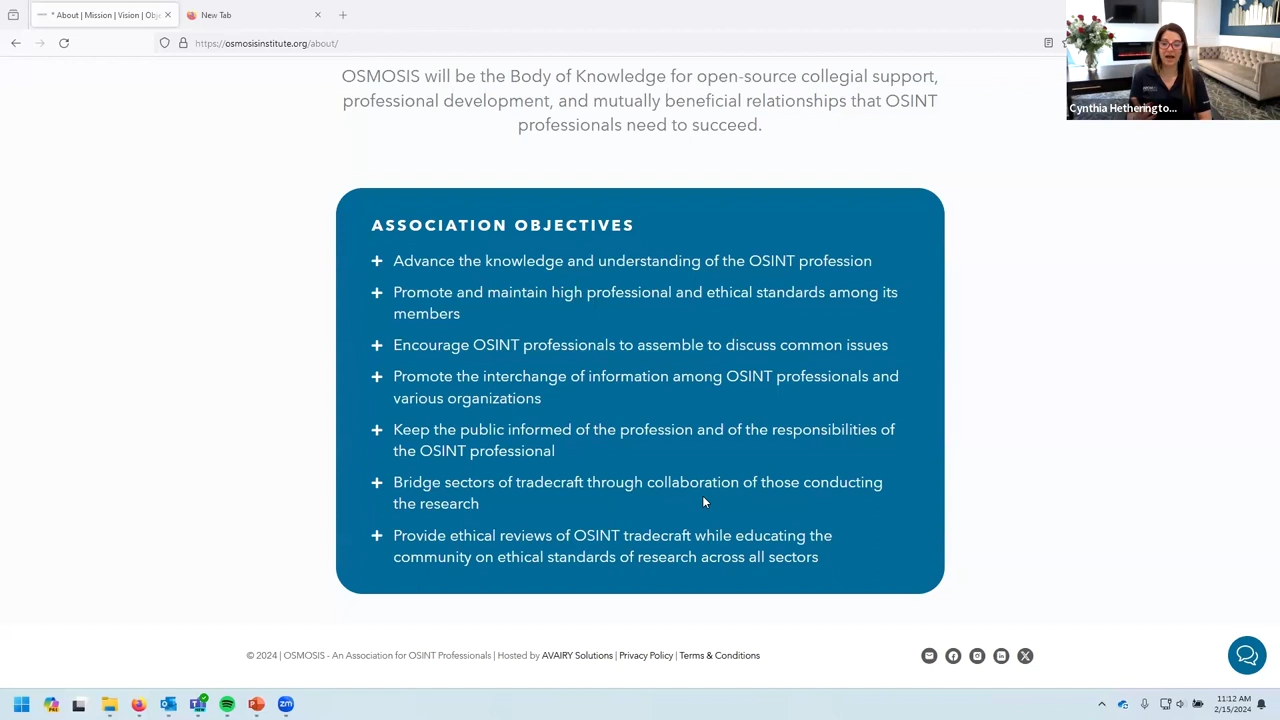 * About | Mission | Vision | Obje
New Tab
https://osmosisinstitute.org/about/
Cynthia Hetheringto...
OSMOSIS will be the Body of Knowledge for open-source collegial support,
professional development, and mutually beneficial relationships that OSINT
professionals need to succeed.
ASSOCIATION OBJECTIVES
Advance the knowledge and understanding of the OSINT profession
Promote and maintain high professional and ethical standards among its
members
Encourage OSINT professionals to assemble to discuss common issues
Promote the interchange of information among OSINT professionals and
various organizations
Keep the public informed of the profession and of the responsibilities of
the OSINT professional
Bridge sectors of tradecraft through collaboration of those conducting
the research
Provide ethical reviews of OSINT tradecraft while educating the
community on ethical standards of research across all sectors
© 2024 | OSMOSIS - An Association for OSINT Professionals | Hosted by AVAIRY Solutions | Privacy Policy | Terms & Conditions
zm
11:12 AM
2/15/2024